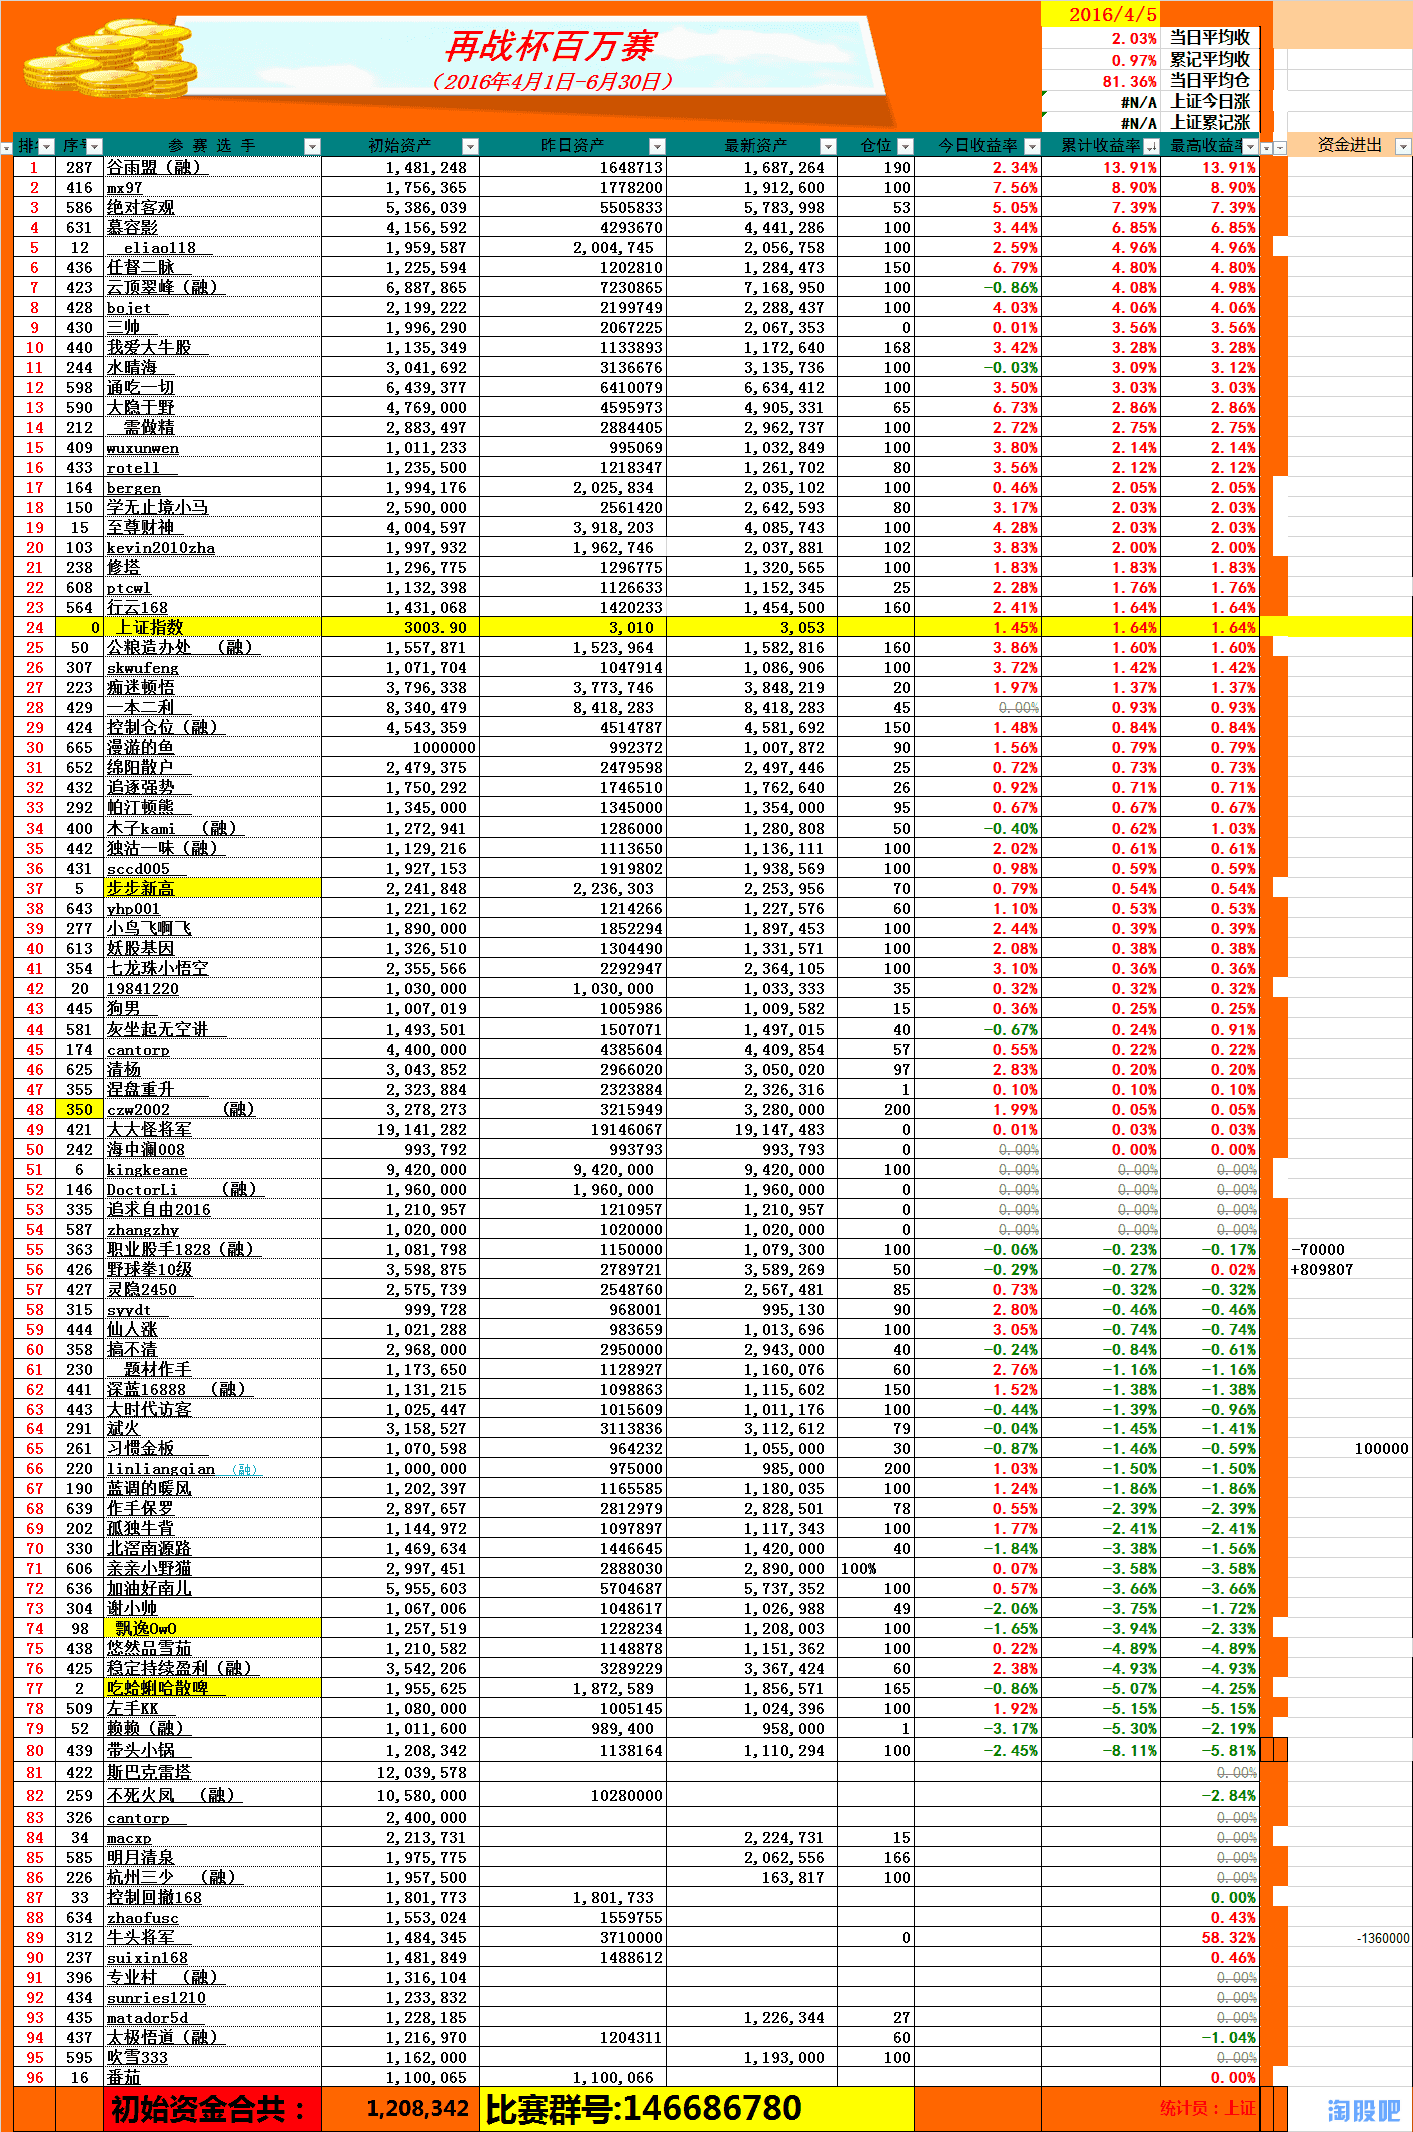 再战杯百万赛
（2016年4月1日-6月30日）
2016/4/5
2.03% 当日平均收
0.97% 累记平均收
81.36% 当日平均仓
#N/A 上证今日涨
#N/A 上证累记涨
排 序 参 赛 选 手 初始资产 昨日资产 最新资产 仓位 今日收益率 累计收益率 最高收益率 资金进出
1 287 谷雨盟（融） 1,481,248 1648713 1,687,264 190 2.34% 13.91% 13.91%
2 416 mx97 1,756,365 1778200 1,912,600 100 7.56% 8.90% 8.90%
3 586 绝对客观 5,386,039 5505833 5,783,998 53 5.05% 7.39% 7.39%
4 631 慕容影 4,156,592 4293670 4,441,286 100 3.44% 6.85% 6.85%
5 12 eliao118 1,959,587 2,004,745 2,056,758 100 2.59% 4.96% 4.96%
6 436 任督二脉 1,225,594 1202810 1,284,473 150 6.79% 4.80% 4.80%
7 423 云顶翠峰（融） 6,887,865 7230865 7,168,950 100 -0.86% 4.08% 4.98%
8 428 bojet 2,199,222 2199749 2,288,437 100 4.03% 4.06% 4.06%
9 430 三帅 1,996,290 2067225 2,067,353 0 0.01% 3.56% 3.56%
10 440 我爱大牛股 1,135,349 1133893 1,172,640 168 3.42% 3.28% 3.28%
11 244 水晴海 3,041,692 3136676 3,135,736 100 -0.03% 3.09% 3.12%
12 598 通吃一切 6,439,377 6410079 6,634,412 100 3.50% 3.03% 3.03%
13 590 大隐于野 4,769,000 4595973 4,905,331 65 6.73% 2.86% 2.86%
14 212 需做精 2,883,497 2884405 2,962,737 100 2.72% 2.75% 2.75%
15 409 wuxunwen 1,011,233 995069 1,032,849 100 3.80% 2.14% 2.14%
16 433 rotell 1,235,500 1218347 1,261,702 80 3.56% 2.12% 2.12%
17 164 bergen 1,994,176 2,025,834 2,035,102 100 0.46% 2.05% 2.05%
18 150 学无止境小马 2,590,000 2561420 2,642,593 80 3.17% 2.03% 2.03%
19 15 至尊财神 4,004,597 3,918,203 4,085,743 100 4.28% 2.03% 2.03%
20 103 kevin2010zha 1,997,932 1,962,746 2,037,881 102 3.83% 2.00% 2.00%
21 238 修塔 1,296,775 1296775 1,320,565 100 1.83% 1.83% 1.83%
22 608 ptcwl 1,132,398 1126633 1,152,345 25 2.28% 1.76% 1.76%
23 564 行云168 1,431,068 1420233 1,454,500 160 2.41% 1.64% 1.64%
24 0 上证指数 3003.90 3,010 3,053 1.45% 1.64% 1.64%
25 50 公粮造办处 （融） 1,557,871 1,523,964 1,582,816 160 3.86% 1.60% 1.60%
26 307 skwufeng 1,071,704 1047914 1,086,906 100 3.72% 1.42% 1.42%
27 223 痴迷顿悟 3,796,338 3,773,746 3,848,219 20 1.97% 1.37% 1.37%
28 429 一本二利 8,340,479 8,418,283 8,418,283 45 0.00% 0.93% 0.93%
29 424 控制仓位（融） 4,543,359 4514787 4,581,692 150 1.48% 0.84% 0.84%
30 665 漫游的鱼 1000000 992372 1,007,872 90 1.56% 0.79% 0.79%
31 652 绵阳散户 2,479,375 2479598 2,497,446 25 0.72% 0.73% 0.73%
32 432 追逐强势 1,750,292 1746510 1,762,640 26 0.92% 0.71% 0.71%
33 292 帕汀顿熊 1,345,000 1345000 1,354,000 95 0.67% 0.67% 0.67%
34 400 木子kami （融） 1,272,941 1286000 1,280,808 50 -0.40% 0.62% 1.03%
35 442 独沽一味（融） 1,129,216 1113650 1,136,111 100 2.02% 0.61% 0.61%
36 431 sccd005 1,927,153 1919802 1,938,569 100 0.98% 0.59% 0.59%
37 5 步步新高 2,241,848 2,236,303 2,253,956 70 0.79% 0.54% 0.54%
38 643 yhp001 1,221,162 1214266 1,227,576 60 1.10% 0.53% 0.53%
39 277 小鸟飞啊飞 1,890,000 1852294 1,897,453 100 2.44% 0.39% 0.39%
40 613 妖股基因 1,326,510 1304490 1,331,571 100 2.08% 0.38% 0.38%
41 354 七龙珠小悟空 2,355,566 2292947 2,364,105 100 3.10% 0.36% 0.36%
42 20 19841220 1,030,000 1,030,000 1,033,333 35 0.32% 0.32% 0.32%
43 445 狗男 1,007,019 1005986 1,009,582 15 0.36% 0.25% 0.25%
44 581 灰坐起无空讲 1,493,501 1507071 1,497,015 40 -0.67% 0.24% 0.91%
45 174 cantorp 4,400,000 4385604 4,409,854 57 0.55% 0.22% 0.22%
46 625 清杨 3,043,852 2966020 3,050,020 97 2.83% 0.20% 0.20%
47 355 涅盘重升 2,323,884 2323884 2,326,316 1 0.10% 0.10% 0.10%
48 350 czw2002 （融） 3,278,273 3215949 3,280,000 200 1.99% 0.05% 0.05%
49 421 大大怪将军 19,141,282 19146067 19,147,483 0 0.01% 0.03% 0.03%
50 242 海中澜008 993,792 993793 993,793 0 0.00% 0.00% 0.00%
51 6 kingkeane 9,420,000 9,420,000 9,420,000 100 0.00% 0.00% 0.00%
52 146 DoctorLi （融） 1,960,000 1,960,000 1,960,000 0 0.00% 0.00% 0.00%
53 335 追求自由2016 1,210,957 1210957 1,210,957 0 0.00% 0.00% 0.00%
54 587 zhangzhy 1,020,000 1020000 1,020,000 0 0.00% 0.00% 0.00%
55 363 职业股手1828（融） 1,081,798 1150000 1,079,300 100 -0.06% -0.23% -0.17% -70000
56 426 野球拳10级 3,598,875 2789721 3,589,269 50 -0.29% -0.27% 0.02% +809807
57 427 灵隐2450 2,575,739 2548760 2,567,481 85 0.73% -0.32% -0.32%
58 315 syydt 999,728 968001 995,130 90 2.80% -0.46% -0.46%
59 444 仙人涨 1,021,288 983659 1,013,696 100 3.05% -0.74% -0.74%
60 358 搞不清 2,968,000 2950000 2,943,000 40 -0.24% -0.84% -0.61%
61 230 题材作手 1,173,650 1128927 1,160,076 60 2.76% -1.16% -1.16%
62 441 深蓝16888 （融） 1,131,215 1098863 1,115,602 150 1.52% -1.38% -1.38%
63 443 大时代访客 1,025,447 1015609 1,011,176 100 -0.44% -1.39% -0.96%
64 291 斌火 3,158,527 3113836 3,112,612 79 -0.04% -1.45% -1.41%
65 261 习惯金板 1,070,598 964232 1,055,000 30 -0.87% -1.46% -0.59% 100000
66 220 linliangqian （融） 1,000,000 975000 985,000 200 1.03% -1.50% -1.50%
67 190 蓝调的暖风 1,202,397 1165585 1,180,035 100 1.24% -1.86% -1.86%
68 639 作手保罗 2,897,657 2812979 2,828,501 78 0.55% -2.39% -2.39%
69 202 孤独牛背 1,144,972 1097897 1,117,343 100 1.77% -2.41% -2.41%
70 330 北滘南源路 1,469,634 1446645 1,420,000 40 -1.84% -3.38% -1.56%
71 606 亲亲小野猫 2,997,451 2888030 2,890,000 100% 0.07% -3.58% -3.58%
72 636 加油好南儿 5,955,603 5704687 5,737,352 100 0.57% -3.66% -3.66%
73 304 谢小帅 1,067,006 1048617 1,026,988 49 -2.06% -3.75% -1.72%
74 98 飘逸OwO 1,257,519 1228234 1,208,003 100 -1.65% -3.94% -2.33%
75 438 悠然品雪茄 1,210,582 1148878 1,151,362 100 0.22% -4.89% -4.89%
76 425 稳定持续盈利（融） 3,542,206 3289229 3,367,424 60 2.38% -4.93% -4.93%
77 2 吃蛤蜊哈散啤 1,955,625 1,872,589 1,856,571 165 -0.86% -5.07% -4.25%
78 509 左手KK 1,080,000 1005145 1,024,396 100 1.92% -5.15% -5.15%
79 52 赖赖（融） 1,011,600 989,400 958,000 1 -3.17% -5.30% -2.19%
80 439 带头小锅 1,208,342 1138164 1,110,294 100 -2.45% -8.11% -5.81%
81 422 斯巴克雷塔 12,039,578 0.00%
82 259 不死火凤 （融） 10,580,000 10280000 -2.84%
83 326 cantorp 2,400,000 0.00%
84 34 macxp 2,213,731 2,224,731 15 0.00%
85 585 明月清泉 1,975,775 2,062,556 166 0.00%
86 226 杭州三少 （融） 1,957,500 163,817 100 0.00%
87 33 控制回撤168 1,801,773 1,801,733 0.00%
88 634 zhaofusc 1,553,024 1559755 0.43%
89 312 牛头将军 1,484,345 3710000 0 58.32% -1360000
90 237 suixin168 1,481,849 1488612 0.46%
91 396 专业村 （融） 1,316,104 0.00%
92 434 sunries1210 1,233,832 0.00%
93 435 matador5d 1,228,185 1,226,344 27 0.00%
94 437 太极悟道（融） 1,216,970 1204311 60 -1.04%
95 595 吹雪333 1,162,000 1,193,000 100 0.00%
96 16 番茄 1,100,065 1,100,066 0.00%
初始资金合共： 1,208,342 比赛群号:146686780 统计员：上证
淘股吧